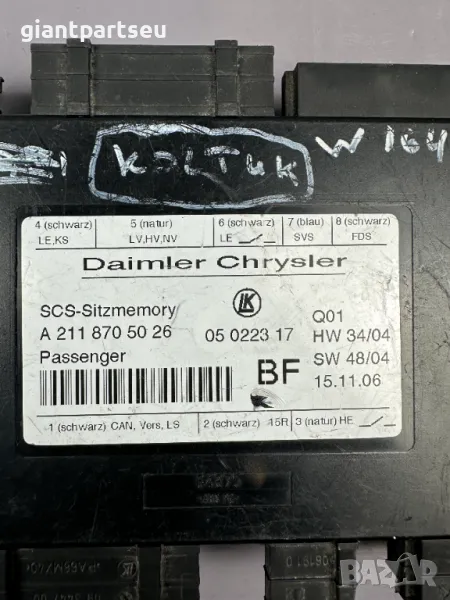 giantpartseu
KOLTUK
W 164
4 (schwarz) 5 (natur) 6 (schwarz) 7 (blau) 8 (schwarz)
LE,KS LV,HV,NV LE SVS FDS
Daimler Chrysler
SCS-Sitzmemory LK Q01
A 211 870 50 26 05 0223 17 HW 34/04
Passenger BF SW 48/04
15.11.06
1 (schwarz) CAN, Vers, LS 2 (schwarz) 15R 3 (natur) HE
BAZAR